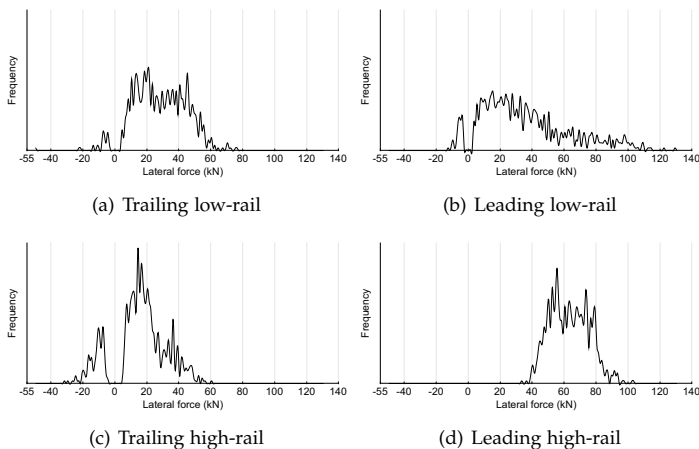 Frequency
-55 -40 -20 0 20 40 60 80 100 120 140
Lateral force (kN)
(a) Trailing low-rail
Frequency
-55 -40 -20 0 20 40 60 80 100 120 140
Lateral force (kN)
(b) Leading low-rail
Frequency
-55 -40 -20 0 20 40 60 80 100 120 140
Lateral force (kN)
(c) Trailing high-rail
Frequency
-55 -40 -20 0 20 40 60 80 100 120 140
Lateral force (kN)
(d) Leading high-rail